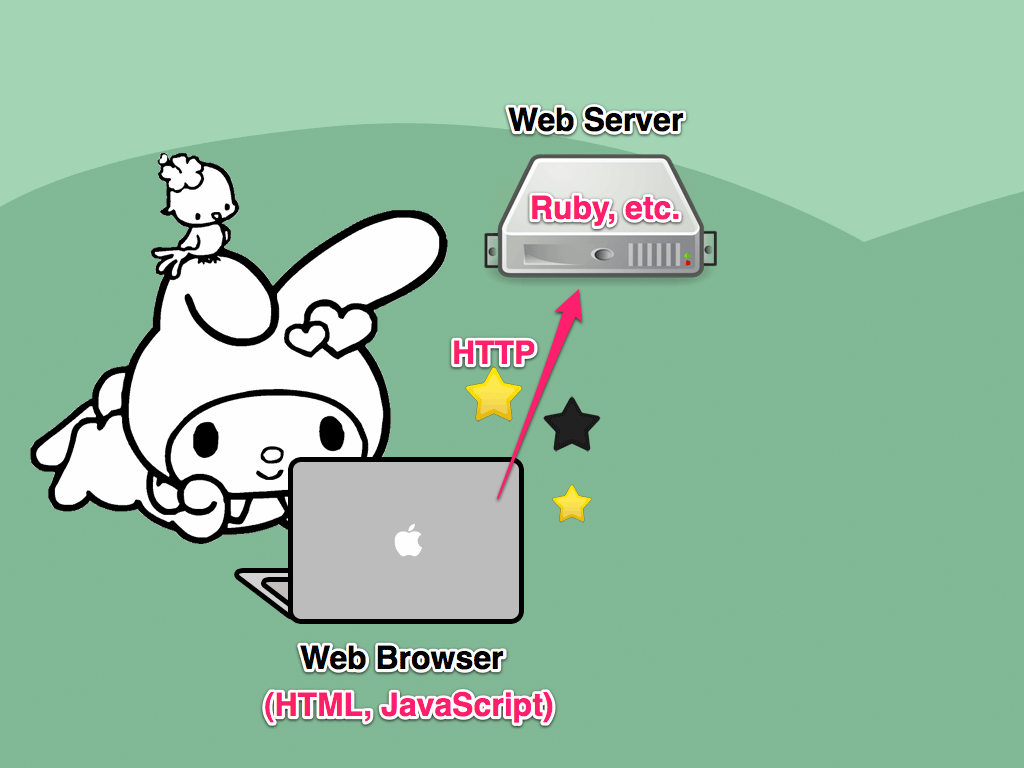 Web Server
Ruby, etc.
HTTP
Web Browser
(HTML, JavaScript)